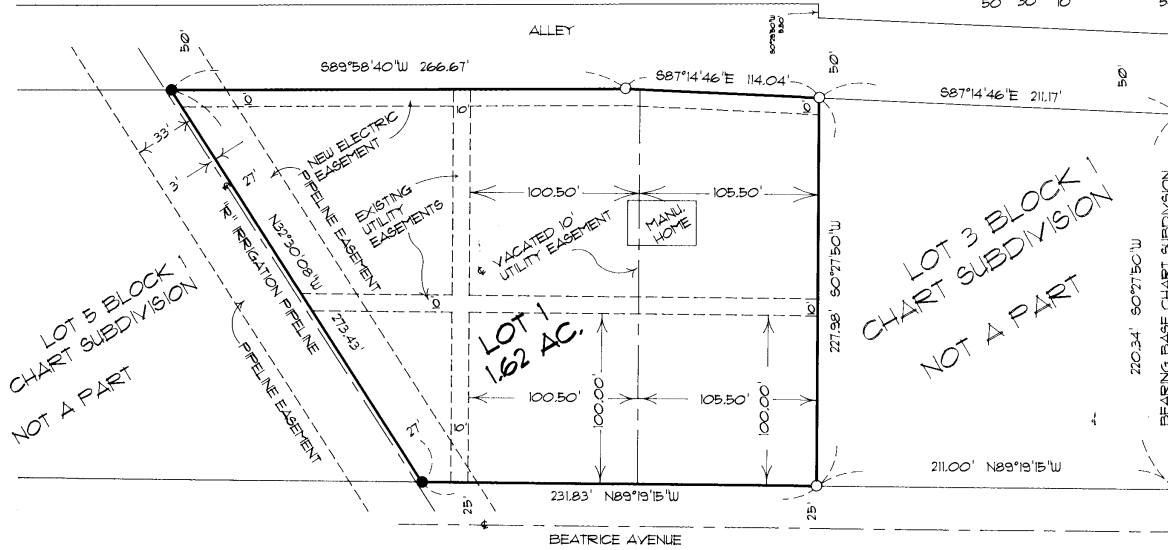 50 30 10
ALLEY
50'
S89°58'40"W 266.67'
S87°14'46"E 114.04'
50'
S87°14'46"E 211.17'
50'
10'
10'
10'
33'
3'
27'
NEW ELECTRIC
EASEMENT
PIPELINE EASEMENT
"R" IRRIGATION PIPELINE
N32°30'08"W
273.43'
EXISTING
UTILITY
EASEMENTS
100.50'
105.50'
MANU.
HOME
℄ VACATED 10'
UTILITY EASEMENT
10'
10'
LOT 1
1.62 AC.
100.50'
105.50'
100.00'
100.00'
227.98' S0°27'50"W
LOT 3 BLOCK 1
CHART SUBDIVISION
NOT A PART
220.34' S0°27'50"W
BEARING BASE CHART SUBDIVISION
LOT 5 BLOCK 1
CHART SUBDIVISION
NOT A PART
PIPELINE EASEMENT
27'
10'
231.83' N89°19'15"W
211.00' N89°19'15"W
25'
25'
℄
BEATRICE AVENUE